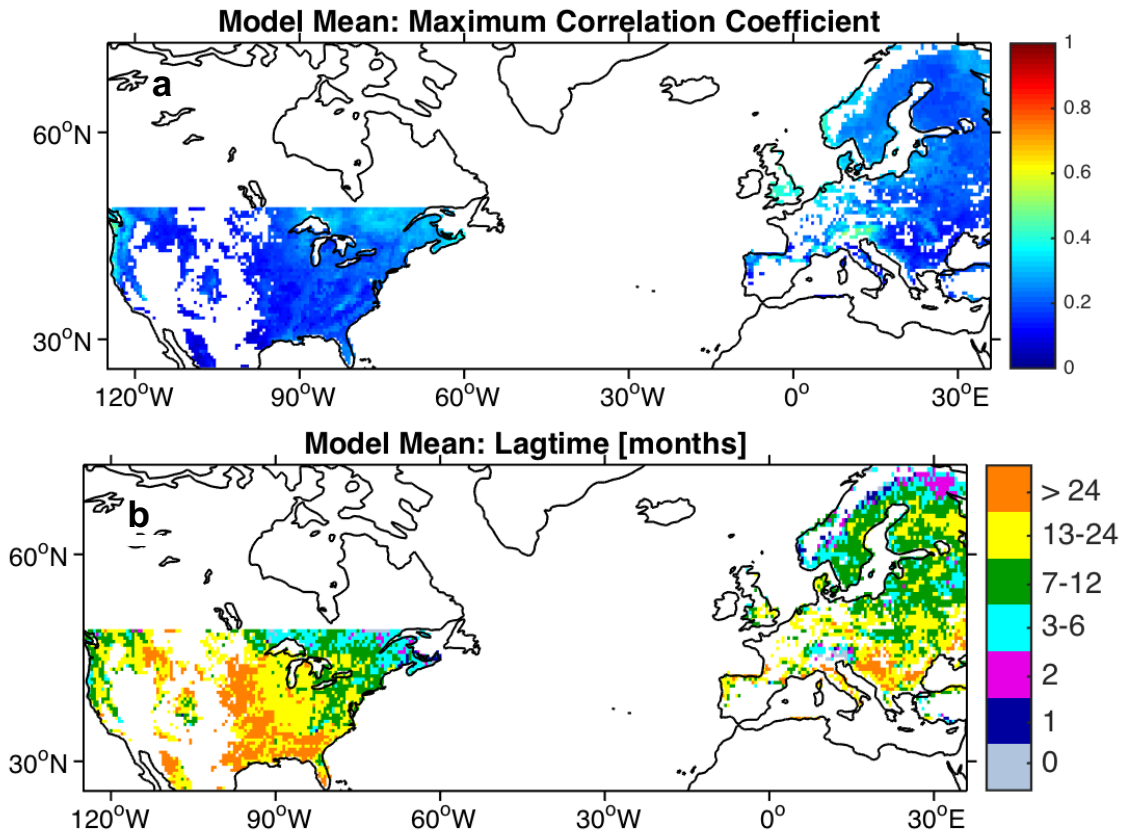 Model Mean: Maximum Correlation Coefficient
a
1
0.8
0.6
0.4
0.2
0
60°N
30°N
120°W 90°W 60°W 30°W 0° 30°E
Model Mean: Lagtime [months]
b
> 24
13-24
7-12
3-6
2
1
0
60°N
30°N
120°W 90°W 60°W 30°W 0° 30°E